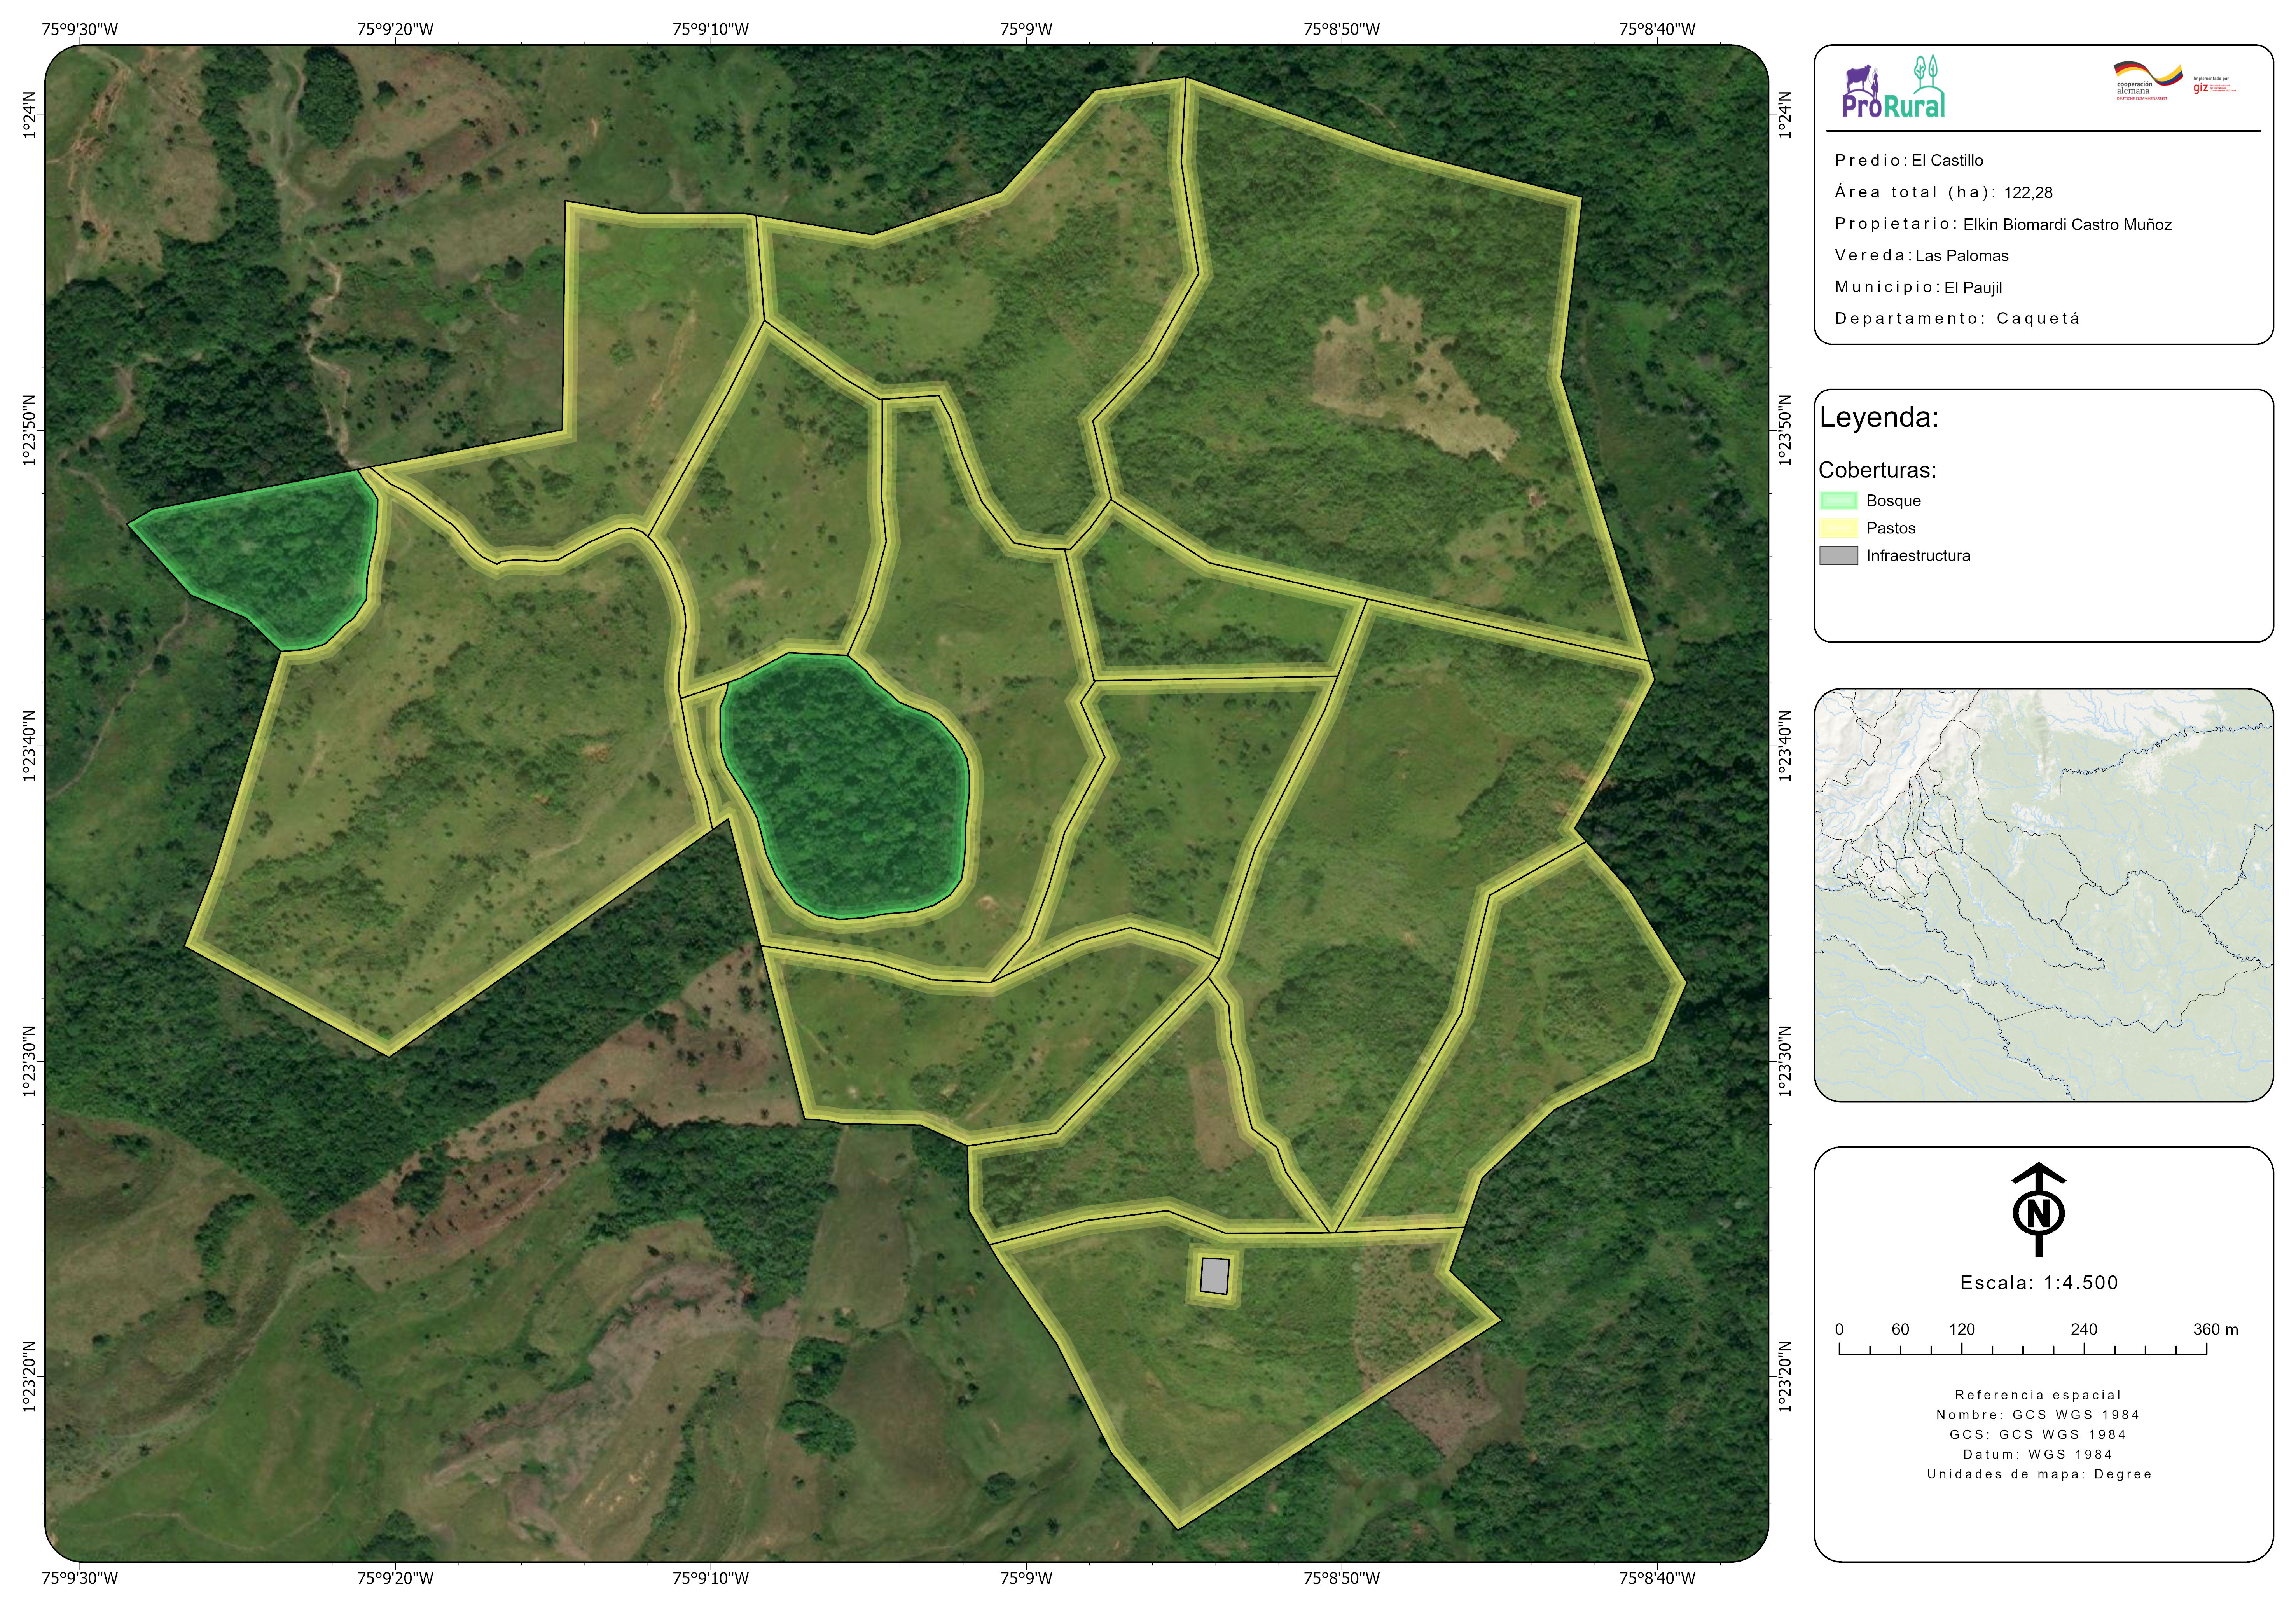 75°9'30"W 75°9'20"W 75°9'10"W 75°9'W 75°8'50"W 75°8'40"W
1°24'N 1°24'N
1°23'50"N 1°23'50"N
1°23'40"N 1°23'40"N
1°23'30"N 1°23'30"N
1°23'20"N 1°23'20"N
75°9'30"W 75°9'20"W 75°9'10"W 75°9'W 75°8'50"W 75°8'40"W
ProRural
cooperación
alemana
DEUTSCHE ZUSAMMENARBEIT
Implementada por
giz
Predio: El Castillo
Área total (ha): 122,28
Propietario: Elkin Biomardi Castro Muñoz
Vereda: Las Palomas
Municipio: El Paujil
Departamento: Caquetá
Leyenda:
Coberturas:
Bosque
Pastos
Infraestructura
N
Escala: 1:4.500
0 60 120 240 360 m
Referencia espacial
Nombre: GCS WGS 1984
GCS: GCS WGS 1984
Datum: WGS 1984
Unidades de mapa: Degree